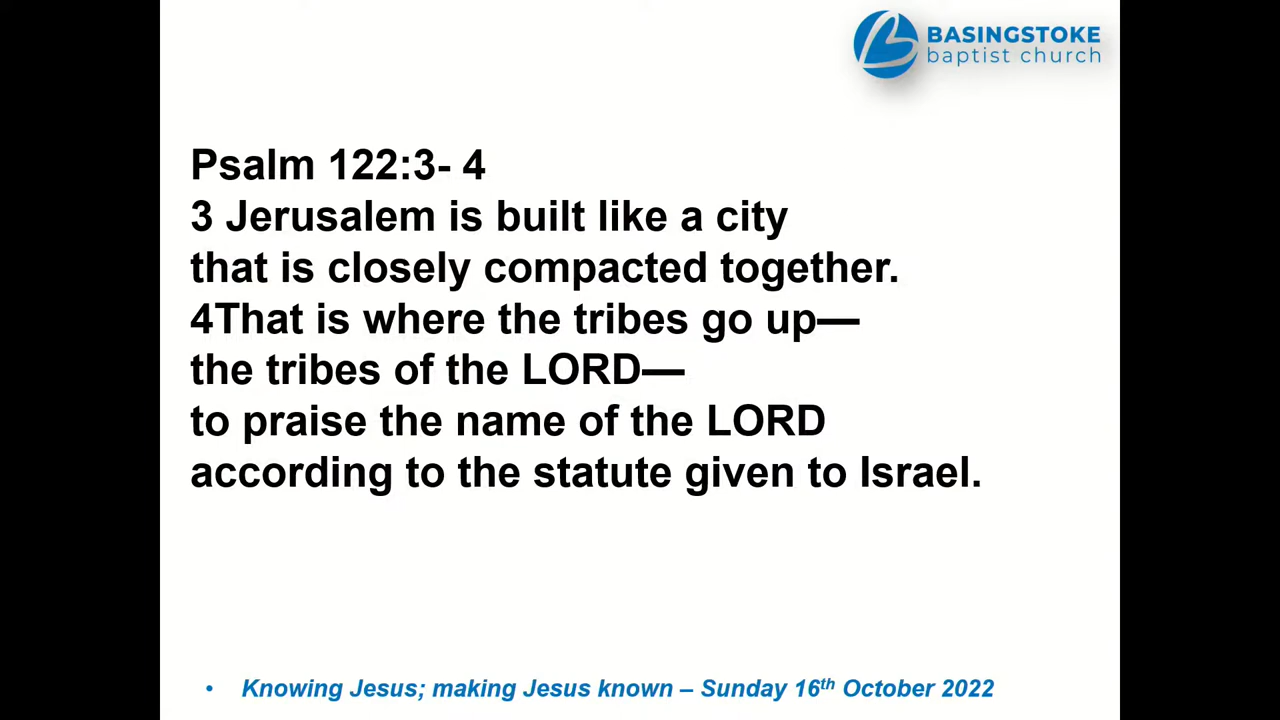 BASINGSTOKE
baptist church
Psalm 122:3- 4
3 Jerusalem is built like a city
that is closely compacted together.
4That is where the tribes go up—
the tribes of the LORD—
to praise the name of the LORD
according to the statute given to Israel.
• Knowing Jesus; making Jesus known – Sunday 16th October 2022